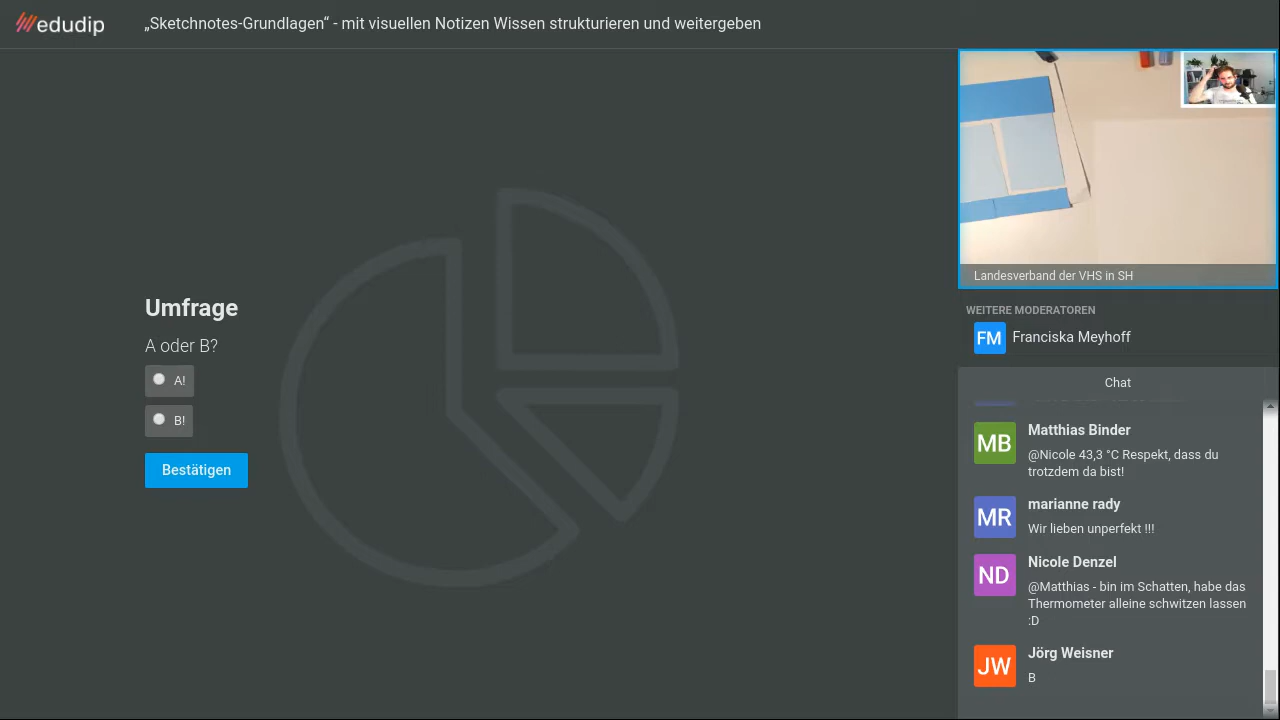 edudip
„Sketchnotes-Grundlagen“ - mit visuellen Notizen Wissen strukturieren und weitergeben
Umfrage
A oder B?
A!
B!
Bestätigen
Landesverband der VHS in SH
WEITERE MODERATOREN
FM
Franciska Meyhoff
Chat
MB
Matthias Binder
@Nicole 43,3 °C Respekt, dass du
trotzdem da bist!
MR
marianne rady
Wir lieben unperfekt !!!
ND
Nicole Denzel
@Matthias - bin im Schatten, habe das
Thermometer alleine schwitzen lassen
:D
JW
Jörg Weisner
B